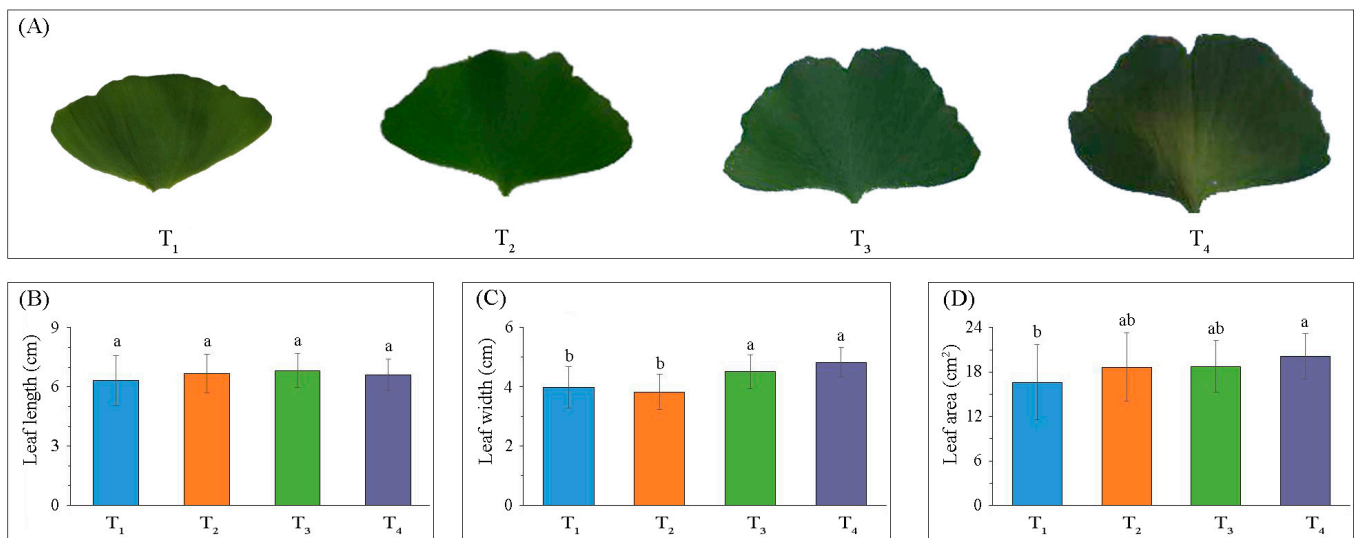 (A)
T₁ T₂ T₃ T₄
(B)
Leaf length (cm)
9
6
3
0
a a a a
T₁ T₂ T₃ T₄
(C)
Leaf width (cm)
6
4
2
0
b b a a
T₁ T₂ T₃ T₄
(D)
Leaf area (cm²)
24
18
12
6
0
b ab ab a
T₁ T₂ T₃ T₄